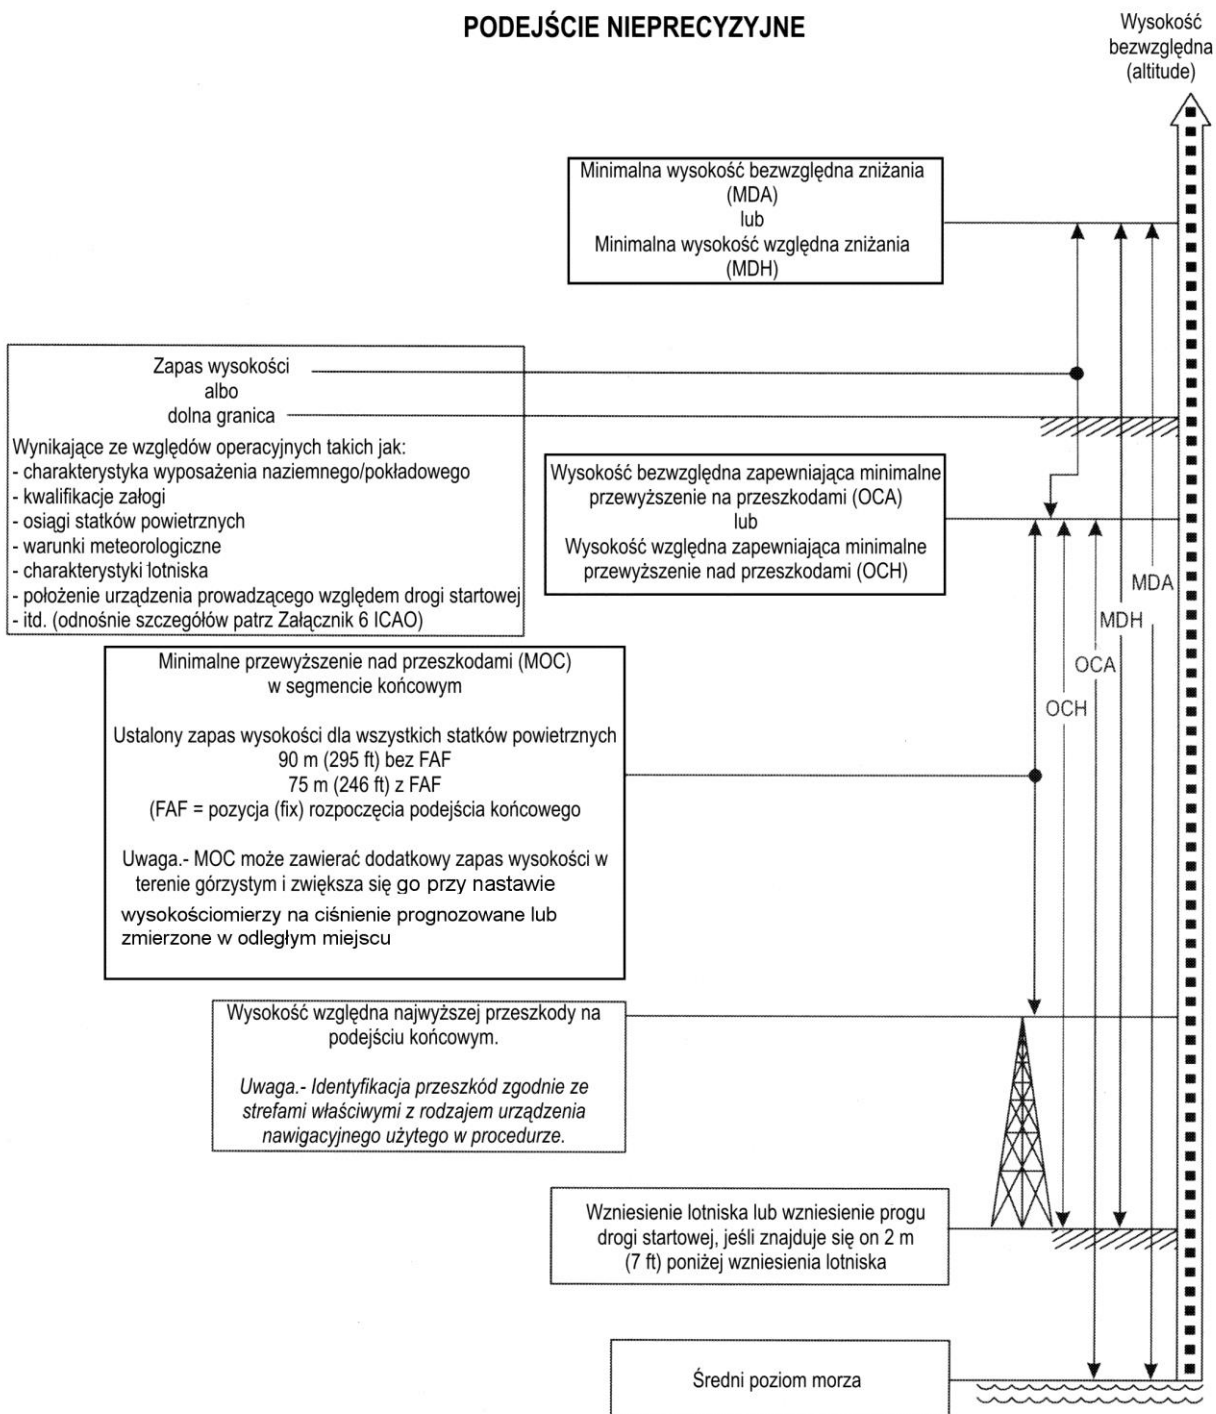 PODEJŚCIE NIEPRECYZYJNE
Wysokość
bezwzględna
(altitude)
Minimalna wysokość bezwzględna zniżania
(MDA)
lub
Minimalna wysokość względna zniżania
(MDH)
Zapas wysokości
albo
dolna granica
Wynikające ze względów operacyjnych takich jak:
- charakterystyka wyposażenia naziemnego/pokładowego
- kwalifikacje załogi
- osiągi statków powietrznych
- warunki meteorologiczne
- charakterystyki lotniska
- położenie urządzenia prowadzącego względem drogi startowej
- itd. (odnośnie szczegółów patrz Załącznik 6 ICAO)
Wysokość bezwzględna zapewniająca minimalne
przewyższenie na przeszkodami (OCA)
lub
Wysokość względna zapewniająca minimalne
przewyższenie nad przeszkodami (OCH)
MDA
MDH
OCA
OCH
Minimalne przewyższenie nad przeszkodami (MOC)
w segmencie końcowym
Ustalony zapas wysokości dla wszystkich statków powietrznych
90 m (295 ft) bez FAF
75 m (246 ft) z FAF
(FAF = pozycja (fix) rozpoczęcia podejścia końcowego
Uwaga.- MOC może zawierać dodatkowy zapas wysokości w
terenie górzystym i zwiększa się go przy nastawie
wysokościomierzy na ciśnienie prognozowane lub
zmierzone w odległym miejscu
Wysokość względna najwyższej przeszkody na
podejściu końcowym.
Uwaga.- Identyfikacja przeszkód zgodnie ze
strefami właściwymi z rodzajem urządzenia
nawigacyjnego użytego w procedurze.
Wzniesienie lotniska lub wzniesienie progu
drogi startowej, jeśli znajduje się on 2 m
(7 ft) poniżej wzniesienia lotniska
Średni poziom morza